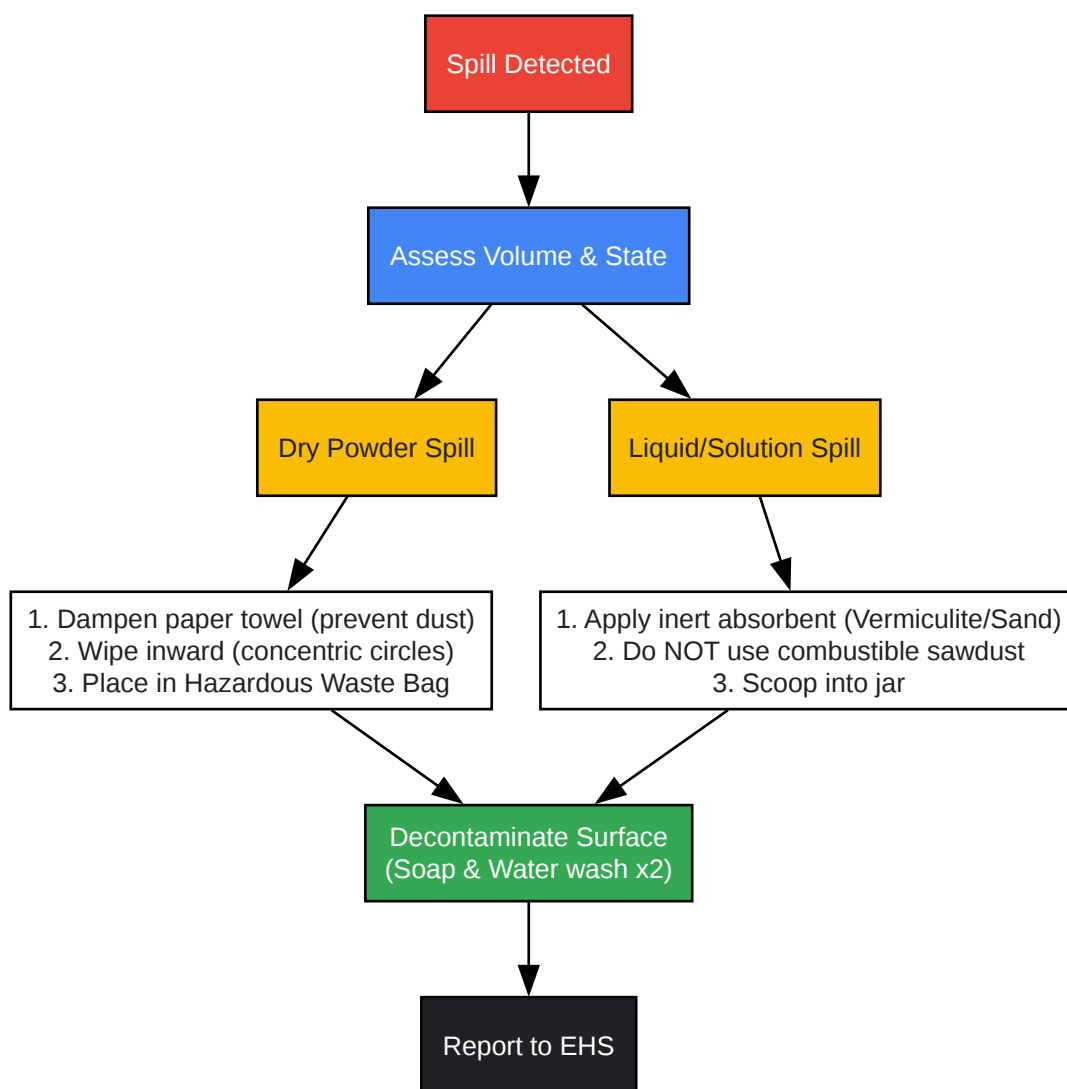 Spill Detected
Assess Volume & State
Dry Powder Spill
Liquid/Solution Spill
1. Dampen paper towel (prevent dust)
2. Wipe inward (concentric circles)
3. Place in Hazardous Waste Bag
1. Apply inert absorbent (Vermiculite/Sand)
2. Do NOT use combustible sawdust
3. Scoop into jar
Decontaminate Surface
(Soap & Water wash x2)
Report to EHS